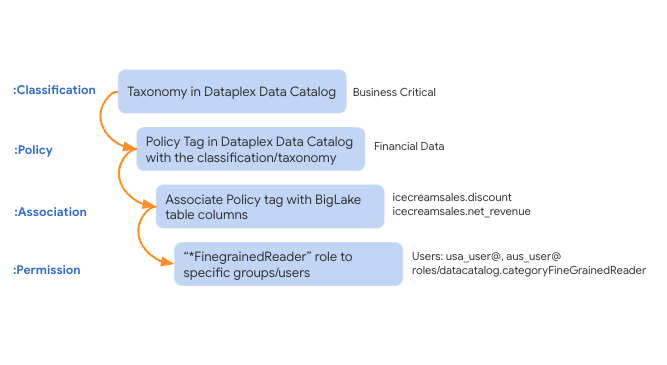 :Classification
Taxonomy in Dataplex Data Catalog
Business Critical
:Policy
Policy Tag in Dataplex Data Catalog
with the classification/taxonomy
Financial Data
:Association
Associate Policy tag with BigLake
table columns
icecreamsales.discount
icecreamsales.net_revenue
:Permission
“*FinegrainedReader” role to
specific groups/users
Users: usa_user@, aus_user@
roles/datacatalog.categoryFineGrainedReader